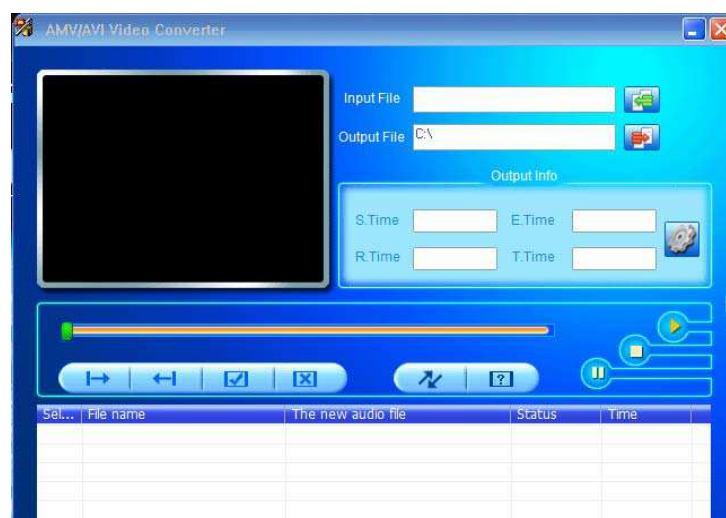 AMV/AVI Video Converter
Input File
Output File C:\
Output Info
S.Time E.Time
R.Time T.Time
?
Sel... File name The new audio file Status Time